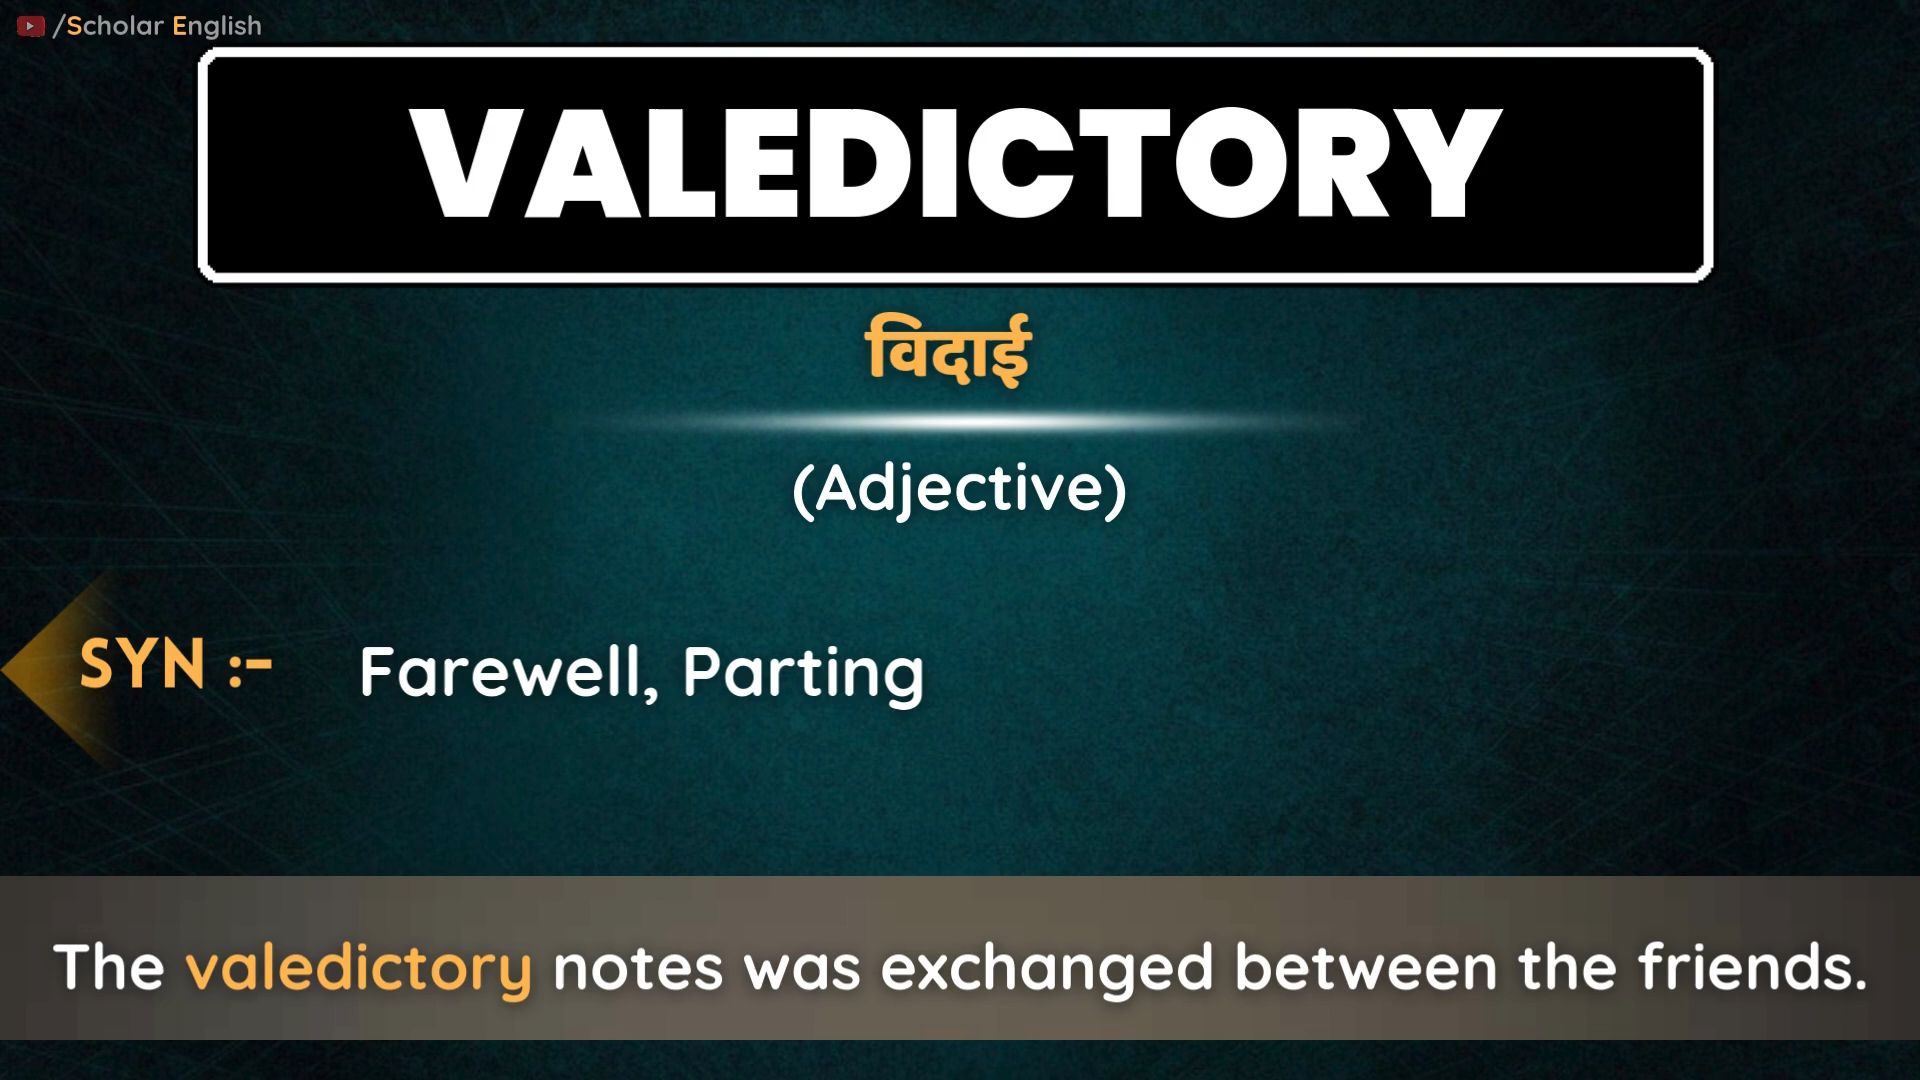 /Scholar English
VALEDICTORY
विदाई
(Adjective)
SYN :- Farewell, Parting
The valedictory notes was exchanged between the friends.